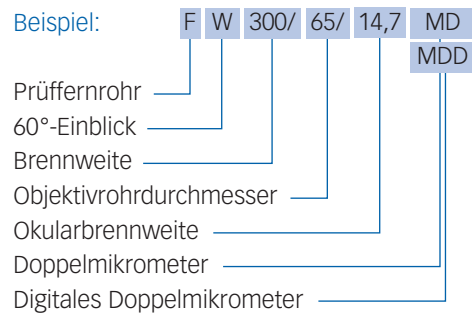 Beispiel: F W 300/ 65/ 14,7 MD
MDD
Prüffernrohr
60°-Einblick
Brennweite
Objektivrohrdurchmesser
Okularbrennweite
Doppelmikrometer
Digitales Doppelmikrometer